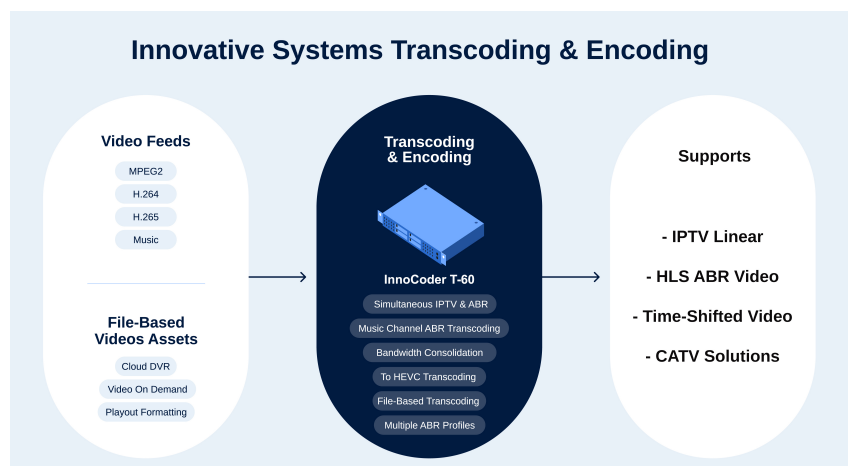 Innovative Systems Transcoding & Encoding
Video Feeds
MPEG2
H.264
H.265
Music
File-Based
Videos Assets
Cloud DVR
Video On Demand
Playout Formatting
Transcoding
& Encoding
InnoCoder T-60
Simultaneous IPTV & ABR
Music Channel ABR Transcoding
Bandwidth Consolidation
To HEVC Transcoding
File-Based Transcoding
Multiple ABR Profiles
Supports
- IPTV Linear
- HLS ABR Video
- Time-Shifted Video
- CATV Solutions